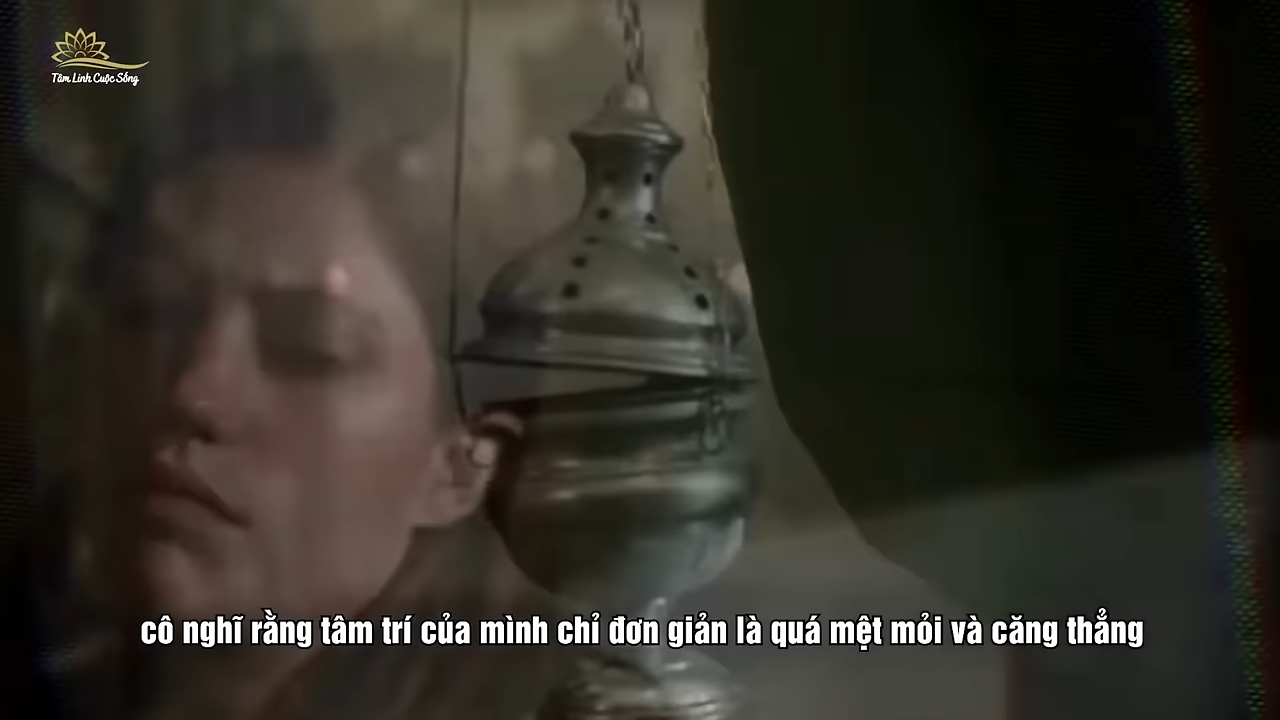 Tâm Linh Cuộc Sống
cô nghĩ rằng tâm trí của mình chỉ đơn giản là quá mệt mỏi và căng thẳng